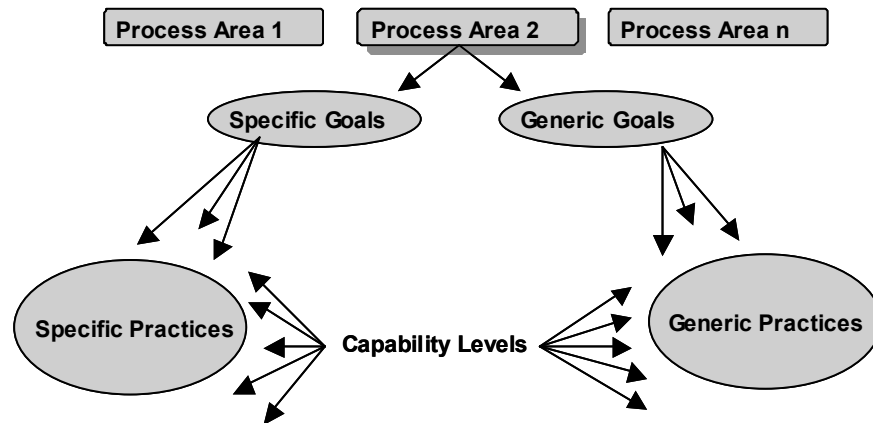 Process Area 1
Process Area 2
Process Area n
Specific Goals
Generic Goals
Specific Practices
Capability Levels
Generic Practices